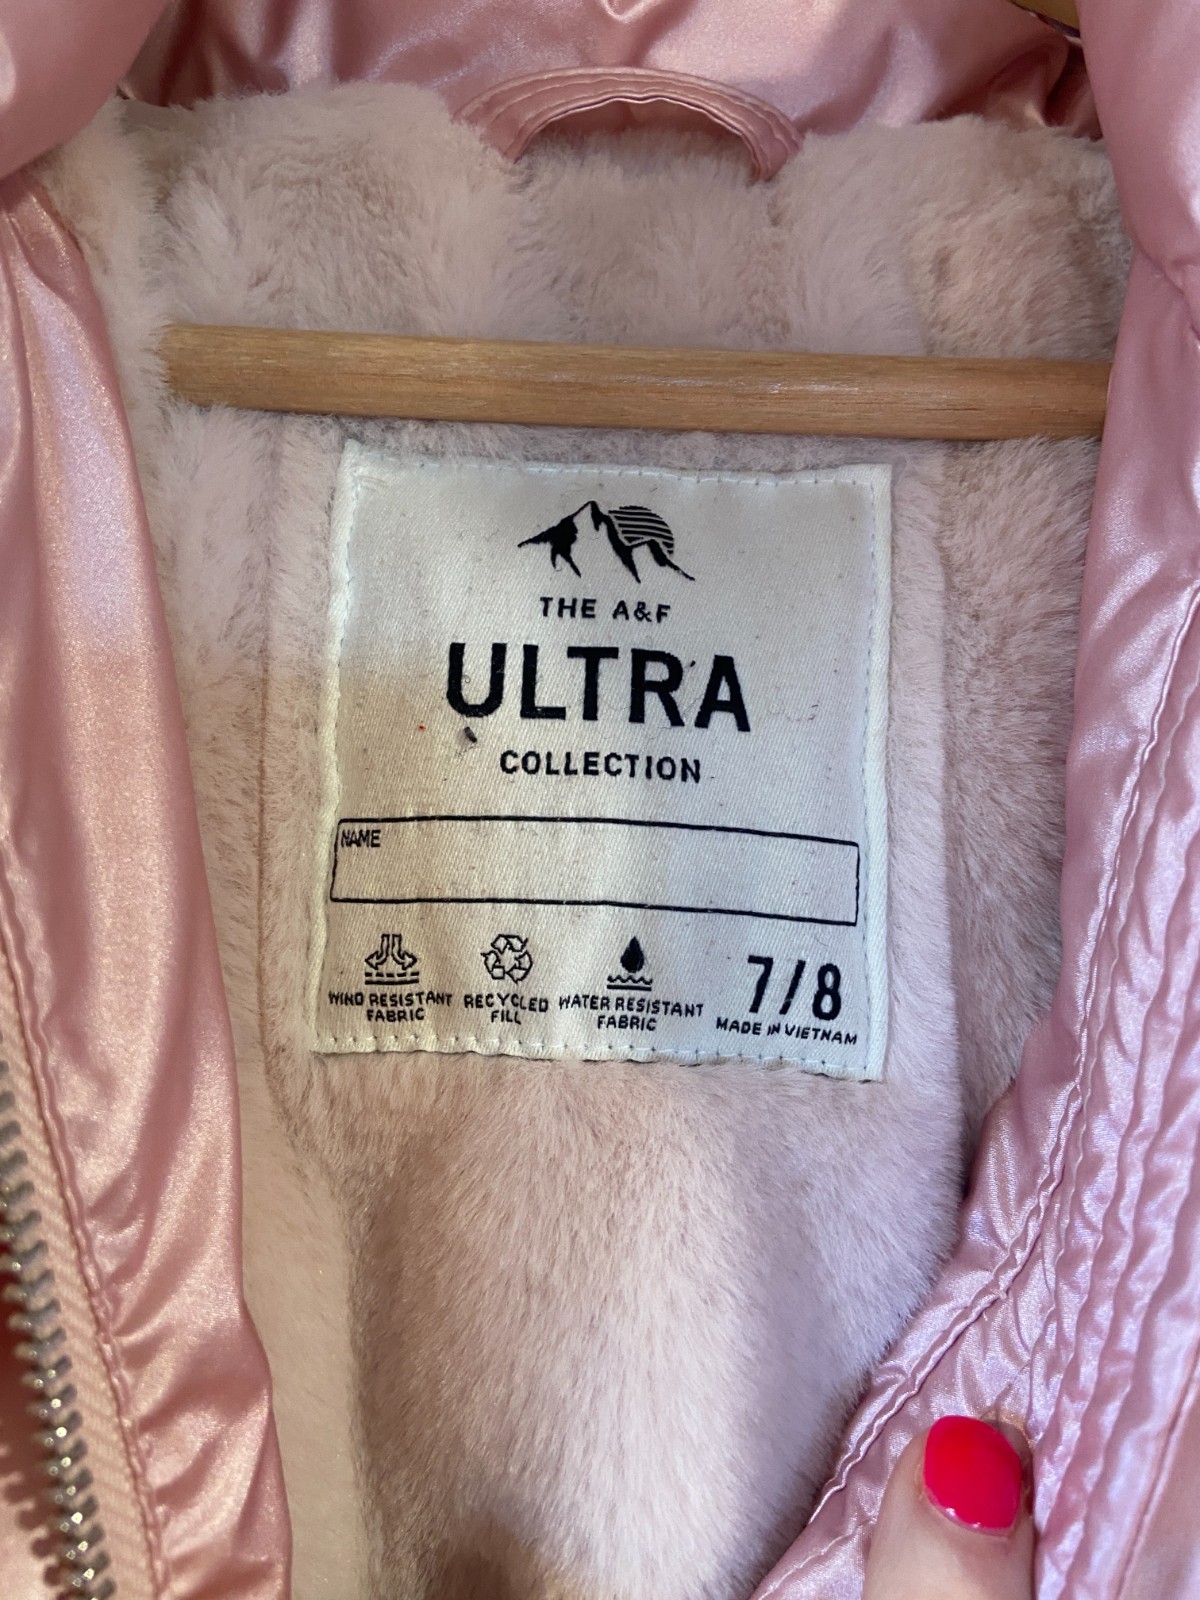 THE A&F
ULTRA
COLLECTION
NAME
WIND RESISTANT
FABRIC
RECYCLED
FILL
WATER RESISTANT
FABRIC
7/8
MADE IN VIETNAM